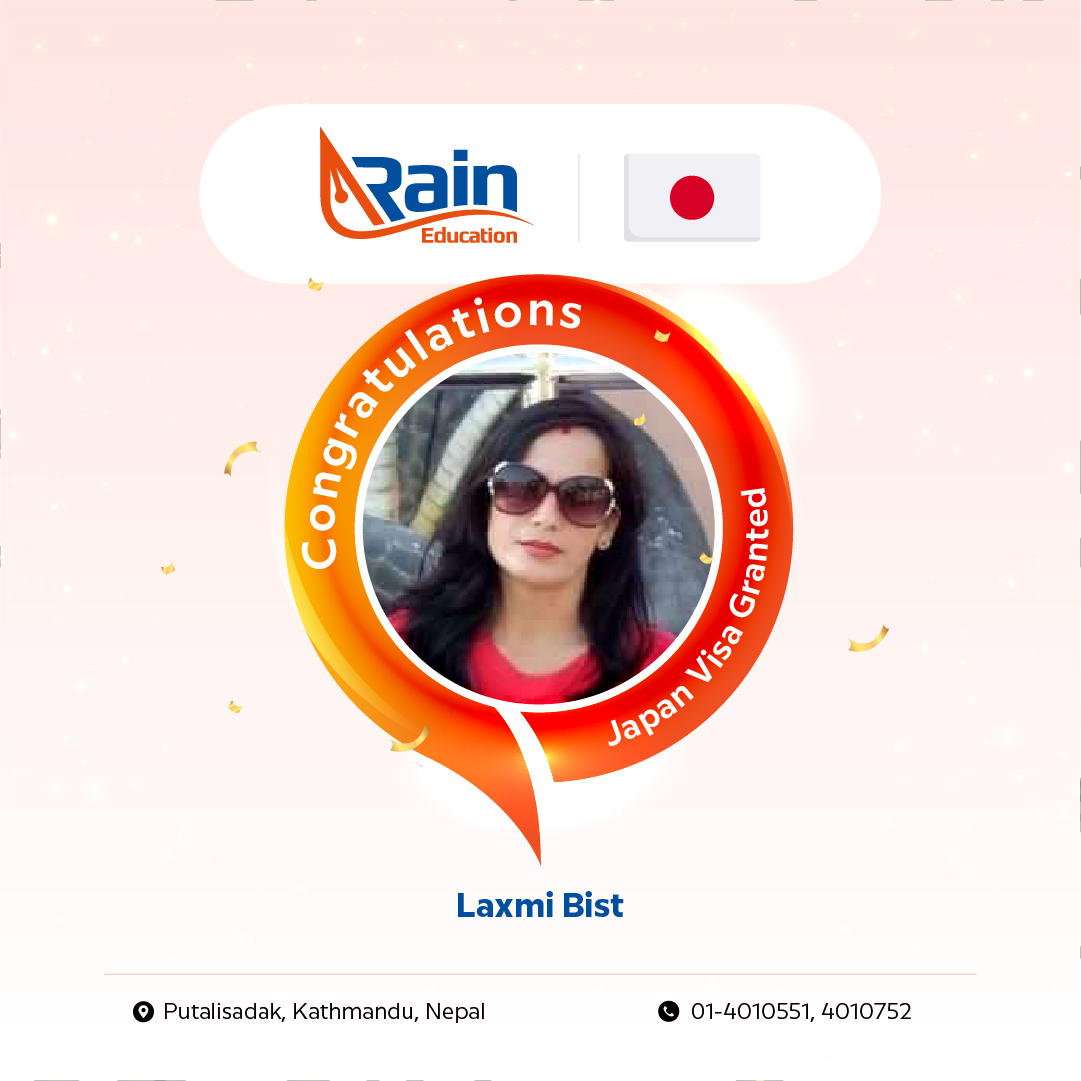 Rain
Education
Congratulations
Japan Visa Granted
Laxmi Bist
Putalisadak, Kathmandu, Nepal
01-4010551, 4010752